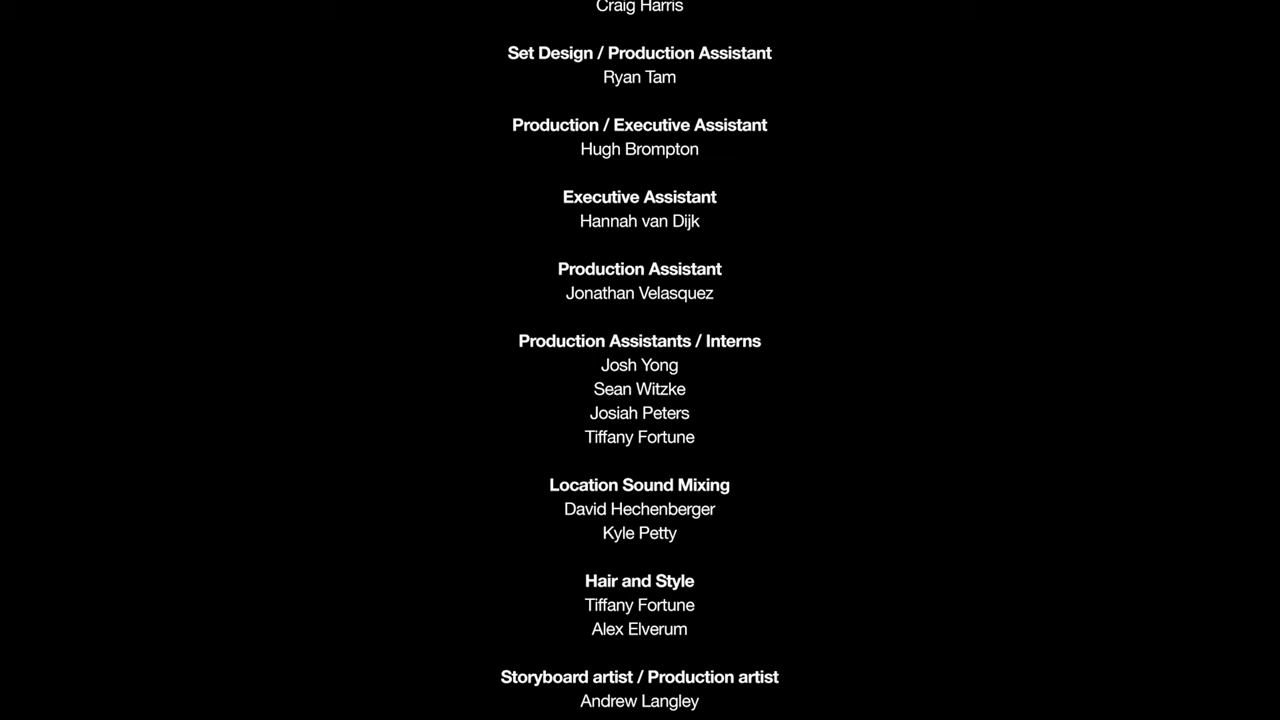 Craig Harris
Set Design / Production Assistant
Ryan Tam
Production / Executive Assistant
Hugh Brompton
Executive Assistant
Hannah van Dijk
Production Assistant
Jonathan Velasquez
Production Assistants / Interns
Josh Yong
Sean Witzke
Josiah Peters
Tiffany Fortune
Location Sound Mixing
David Hechenberger
Kyle Petty
Hair and Style
Tiffany Fortune
Alex Elverum
Storyboard artist / Production artist
Andrew Langley